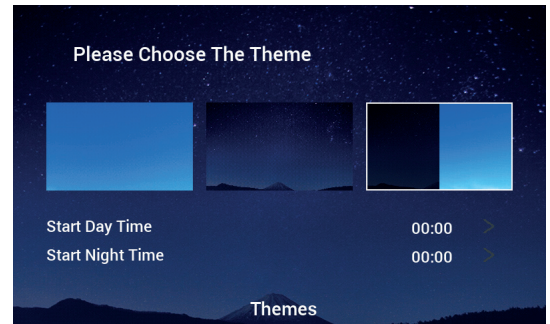 Please Choose The Theme
Start Day Time 00:00 >
Start Night Time 00:00 >
Themes